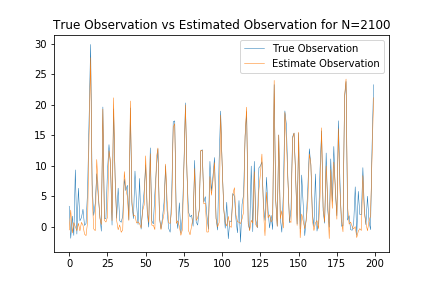 True Observation vs Estimated Observation for N=2100
True Observation
Estimate Observation
30
25
20
15
10
5
0
0 25 50 75 100 125 150 175 200